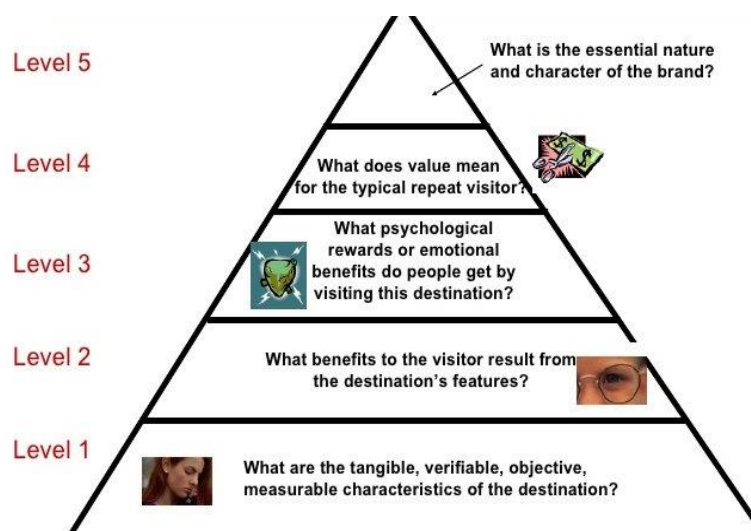 Level 5
What is the essential nature
and character of the brand?
Level 4
What does value mean
for the typical repeat visitor?
Level 3
What psychological
rewards or emotional
benefits do people get by
visiting this destination?
Level 2
What benefits to the visitor result from
the destination's features?
Level 1
What are the tangible, verifiable, objective,
measurable characteristics of the destination?